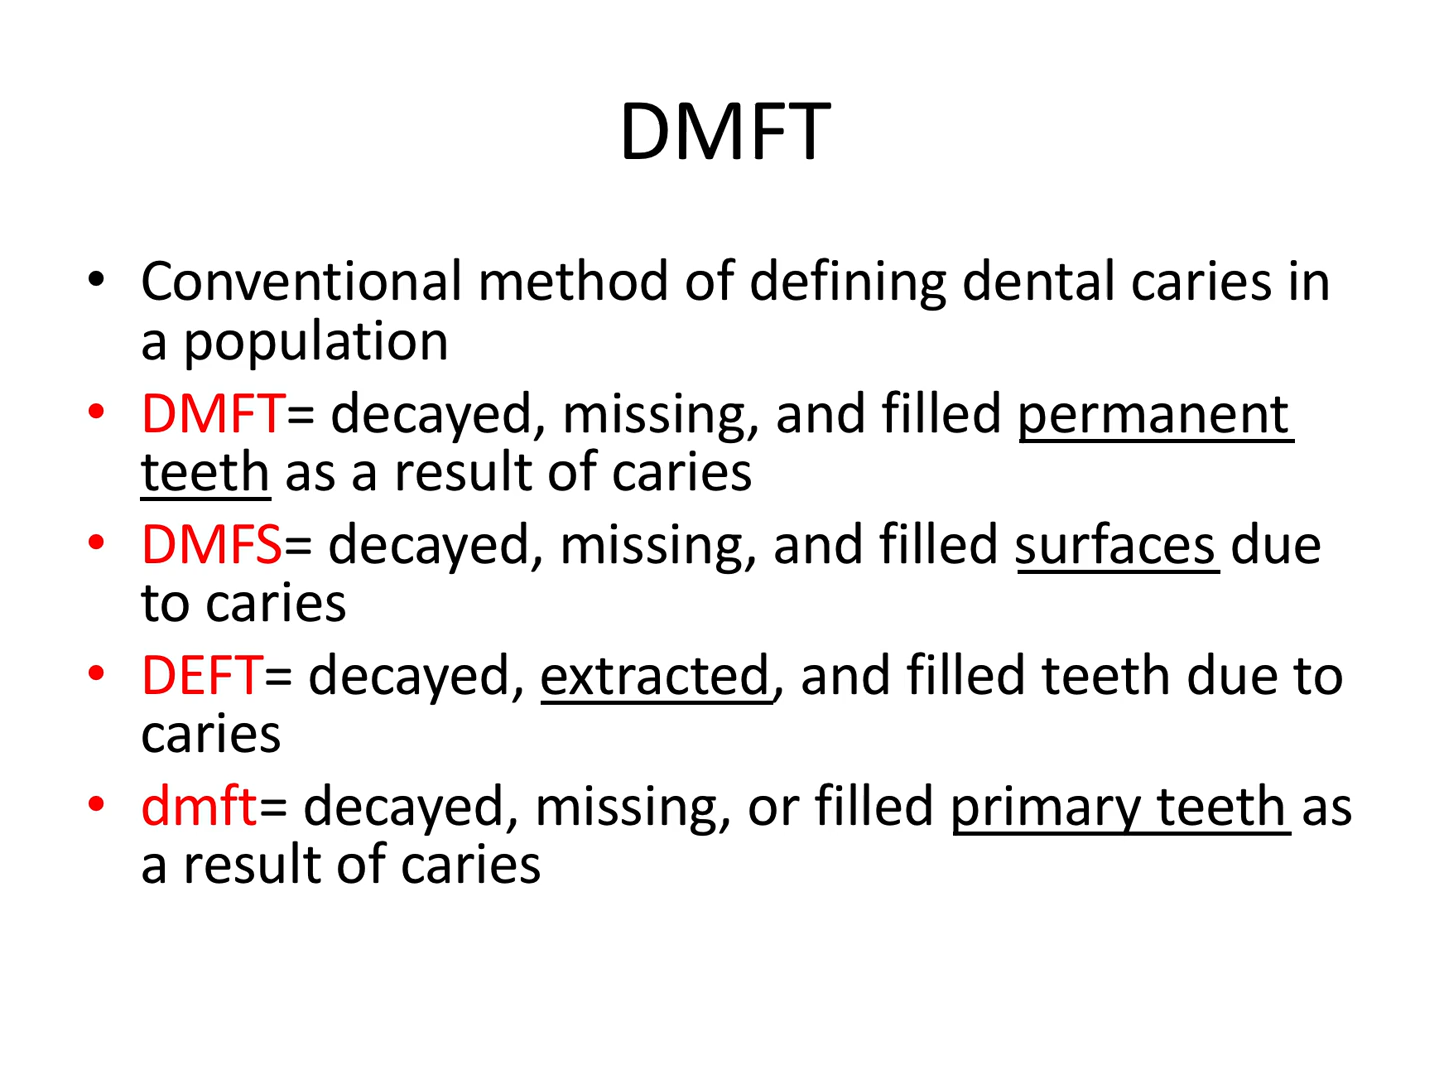 DMFT
• Conventional method of defining dental caries in
a population
• DMFT= decayed, missing, and filled permanent
teeth as a result of caries
• DMFS= decayed, missing, and filled surfaces due
to caries
• DEFT= decayed, extracted, and filled teeth due to
caries
• dmft= decayed, missing, or filled primary teeth as
a result of caries